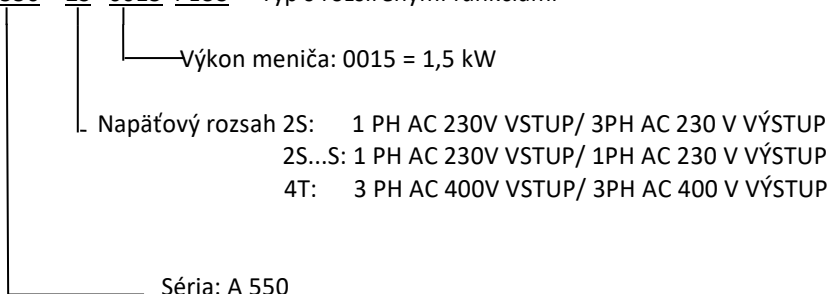 Výkon meniča: 0015 = 1,5 kW
Napäťový rozsah 2S: 1 PH AC 230V VSTUP/ 3PH AC 230 V VÝSTUP
2S...S: 1 PH AC 230V VSTUP/ 1PH AC 230 V VÝSTUP
4T: 3 PH AC 400V VSTUP/ 3PH AC 400 V VÝSTUP
Séria: A 550